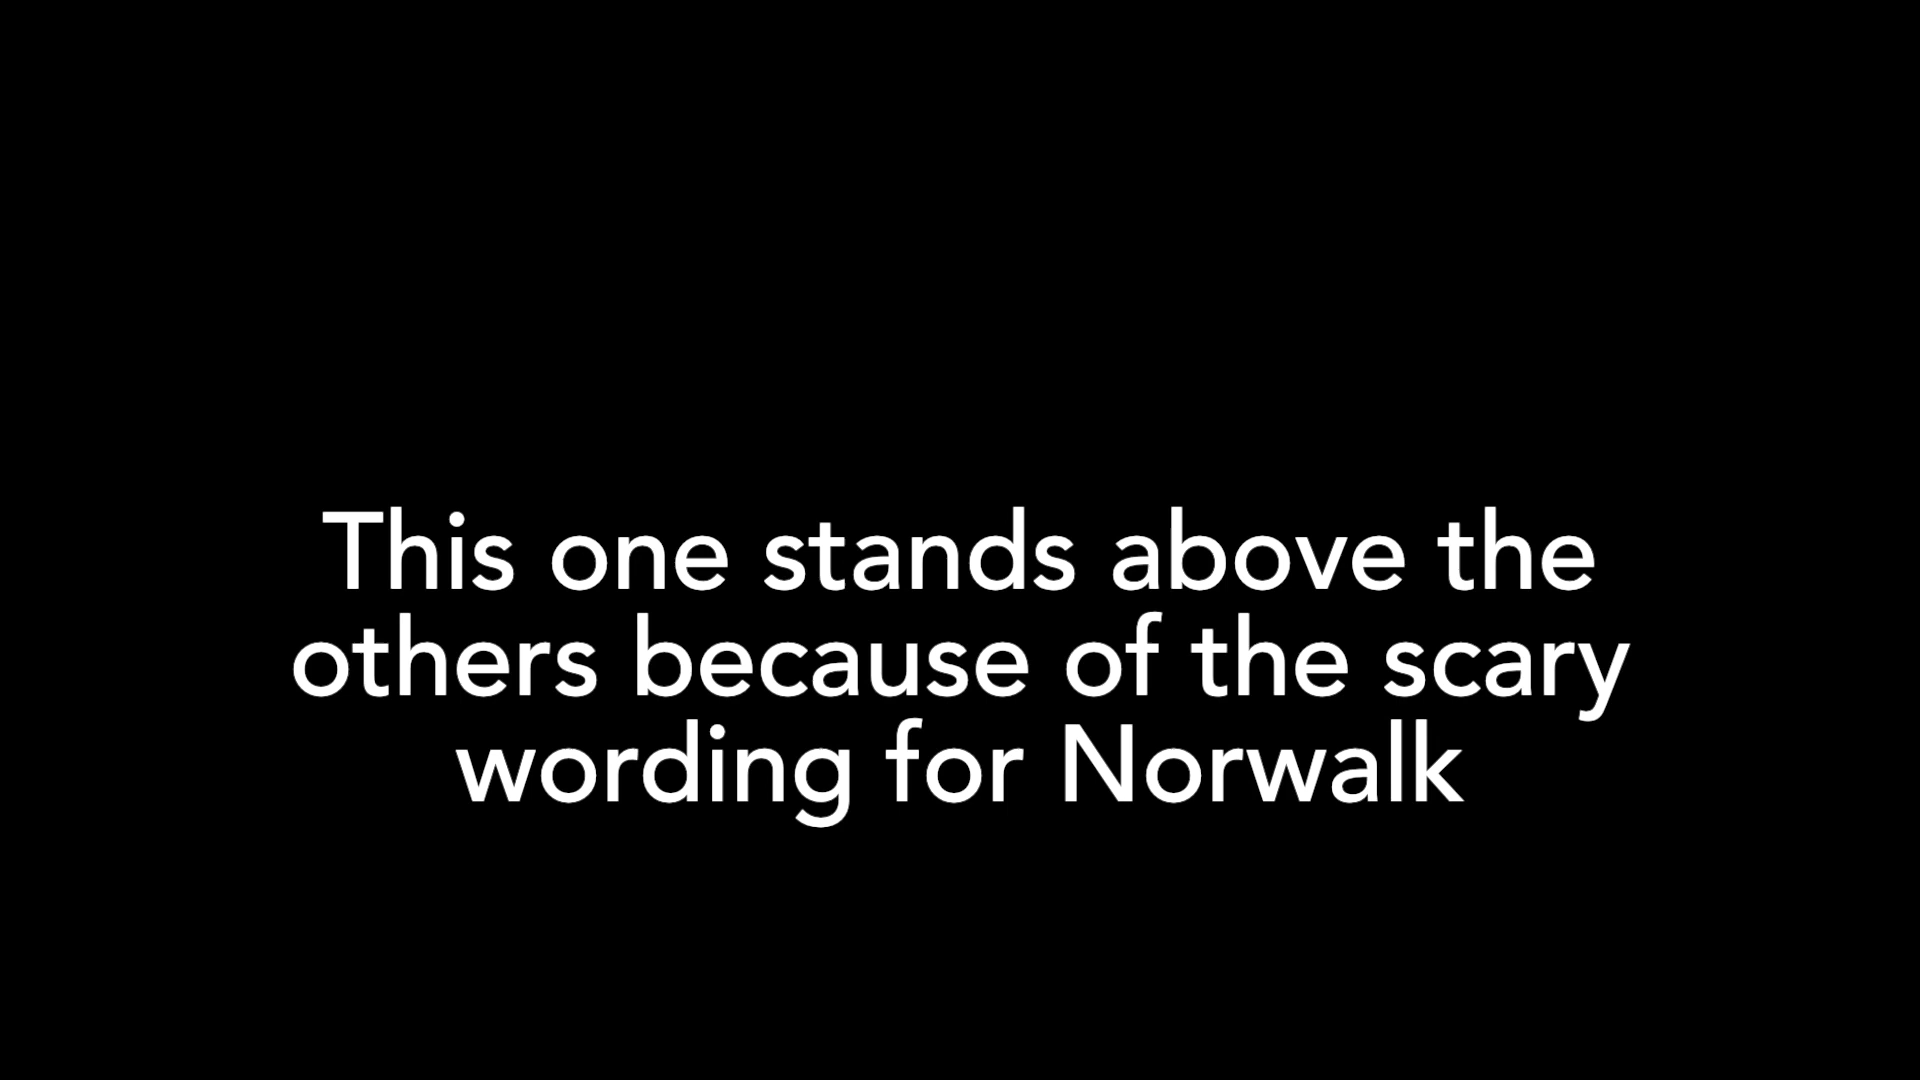 This one stands above the
others because of the scary
wording for Norwalk